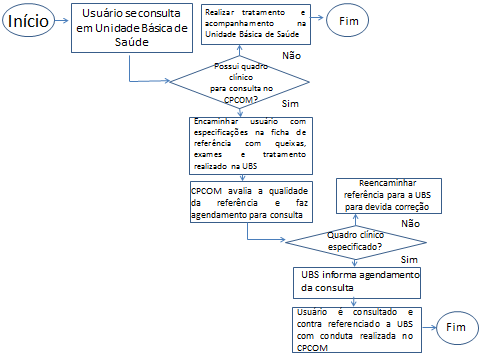 Início
Usuário se consulta
em Unidade Básica de
Saúde
Realizar tratamento e
acompanhamento na
Unidade Básica de Saúde
Fim
Não
Possui quadro
clínico
para consulta no
CPCOM?
Sim
Encaminhar usuário com
especificações na ficha de
referência com queixas,
exames e tratamento
realizado na UBS
CPCOM avalia a qualidade
da referência e faz
agendamento para consulta
Reencaminhar
referência para a UBS
para devida correção
Não
Quadro clínico
especificado?
Sim
UBS informa agendamento
da consulta
Usuário é consultado e
contra referenciado a UBS
com conduta realizada no
CPCOM
Fim